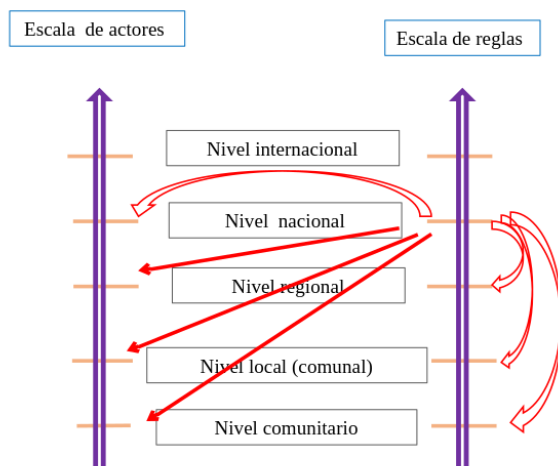 Escala de actores
Escala de reglas
Nivel internacional
Nivel nacional
Nivel regional
Nivel local (comunal)
Nivel comunitario